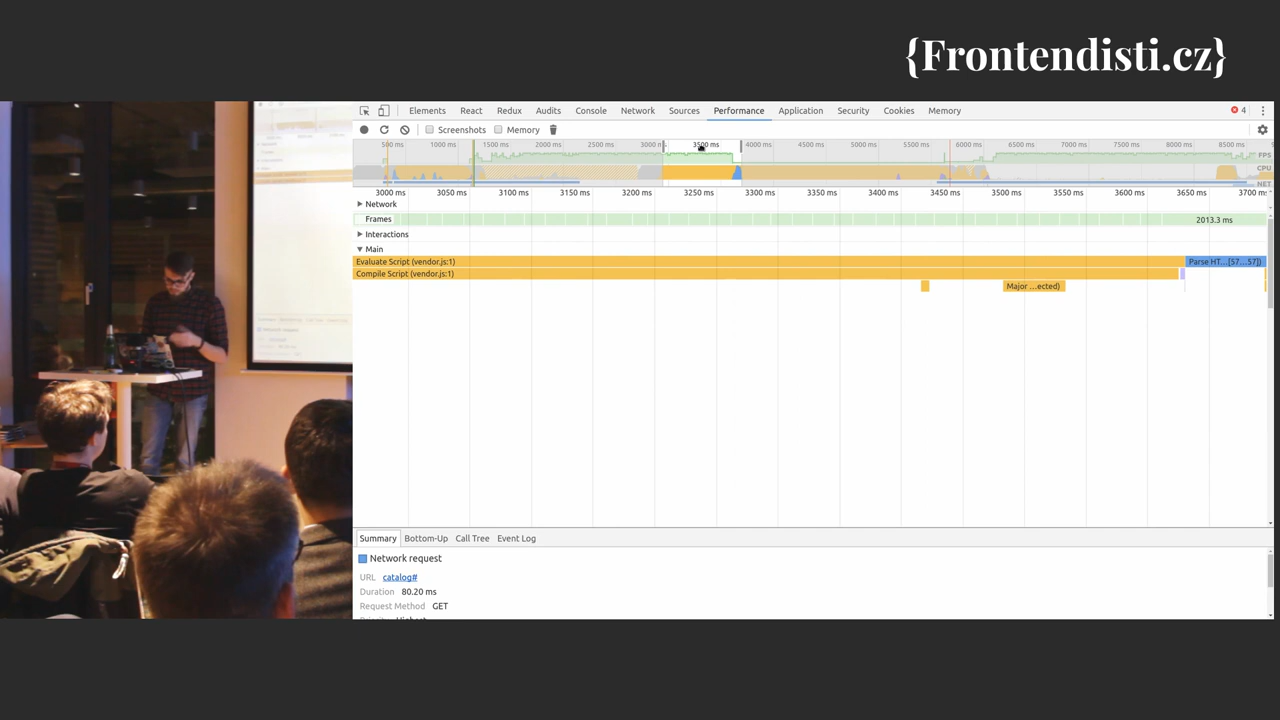 {Frontendisti.cz}
Elements React Redux Audits Console Network Sources Performance Application Security Cookies Memory 4
Screenshots Memory
500 ms 1000 ms 1500 ms 2000 ms 2500 ms 3000 3500 ms 4000 ms 4500 ms 5000 ms 5500 ms 6000 ms 6500 ms 7000 ms 7500 ms 8000 ms 8500 ms
FPS
CPU
NET
3000 ms 3050 ms 3100 ms 3150 ms 3200 ms 3250 ms 3300 ms 3350 ms 3400 ms 3450 ms 3500 ms 3550 ms 3600 ms 3650 ms 3700 ms
Network
Frames 2013.3 ms
Interactions
Main
Evaluate Script (vendor.js:1) Parse HT...[57...57])
Compile Script (vendor.js:1)
Major ...ected)
Summary Bottom-Up Call Tree Event Log
Network request
URL catalog#
Duration 80.20 ms
Request Method GET